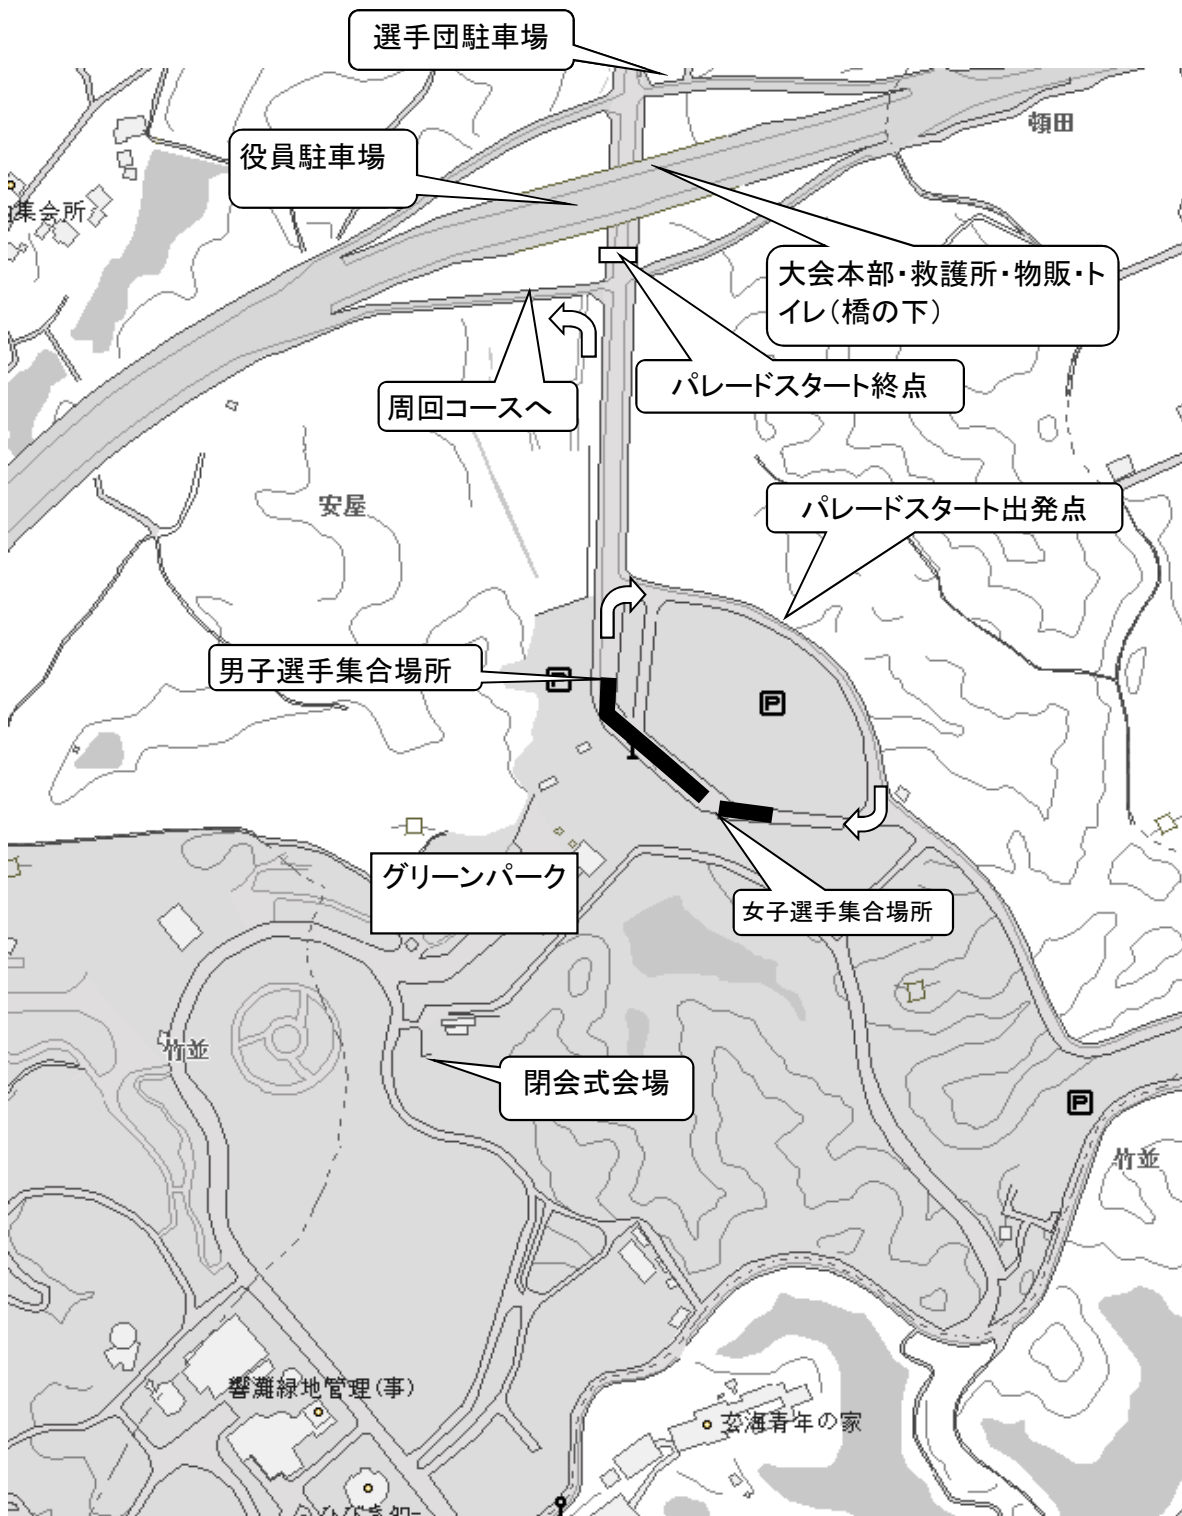 選手団駐車場
頓田
役員駐車場
集会所
大会本部・救護所・物販・ト
イレ（橋の下）
パレードスタート終点
周回コースへ
安屋
パレードスタート出発点
男子選手集合場所
P
P
グリーンパーク
女子選手集合場所
竹並
閉会式会場
P
竹並
響灘緑地管理(事)
玄海青年の家